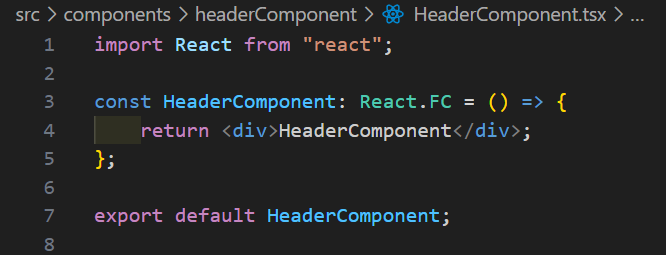 src > components > headerComponent > HeaderComponent.tsx > ...
1 import React from "react";
2
3 const HeaderComponent: React.FC = () => {
4     return <div>HeaderComponent</div>;
5 };
6
7 export default HeaderComponent;
8